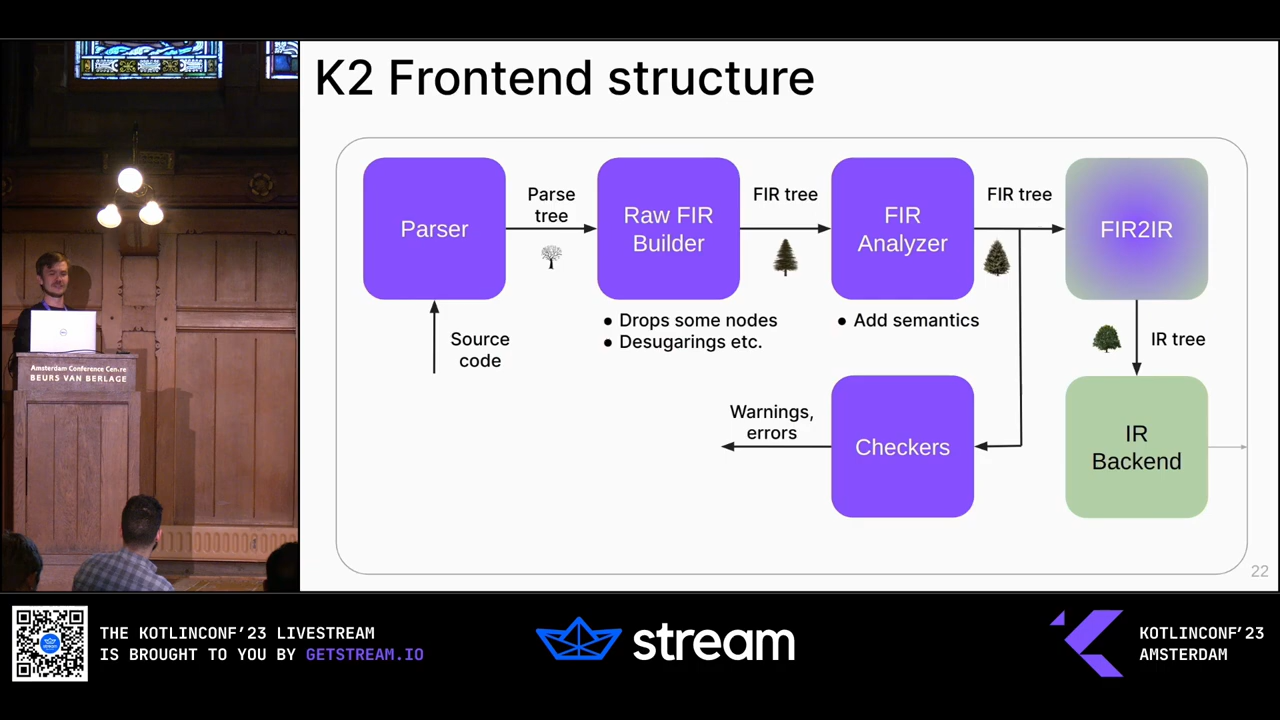 K2 Frontend structure
Parser
Parse
tree
Raw FIR
Builder
FIR tree
FIR
Analyzer
FIR tree
FIR2IR
Source
code
● Drops some nodes
● Desugarings etc.
● Add semantics
IR tree
Warnings,
errors
Checkers
IR
Backend
22
Amsterdam Conference Cen.re
BEURS VAN BERLAGE
THE KOTLINCONF’23 LIVESTREAM
IS BROUGHT TO YOU BY GETSTREAM.IO
stream
KOTLINCONF’23
AMSTERDAM